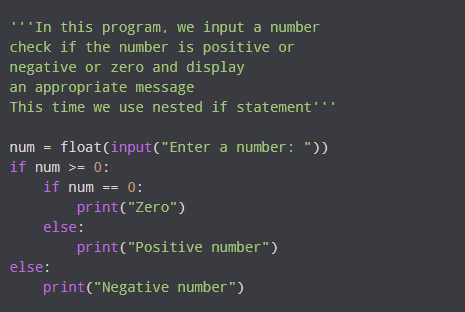 '''In this program, we input a number
check if the number is positive or
negative or zero and display
an appropriate message
This time we use nested if statement'''

num = float(input("Enter a number: "))
if num >= 0:
    if num == 0:
        print("Zero")
    else:
        print("Positive number")
else:
    print("Negative number")